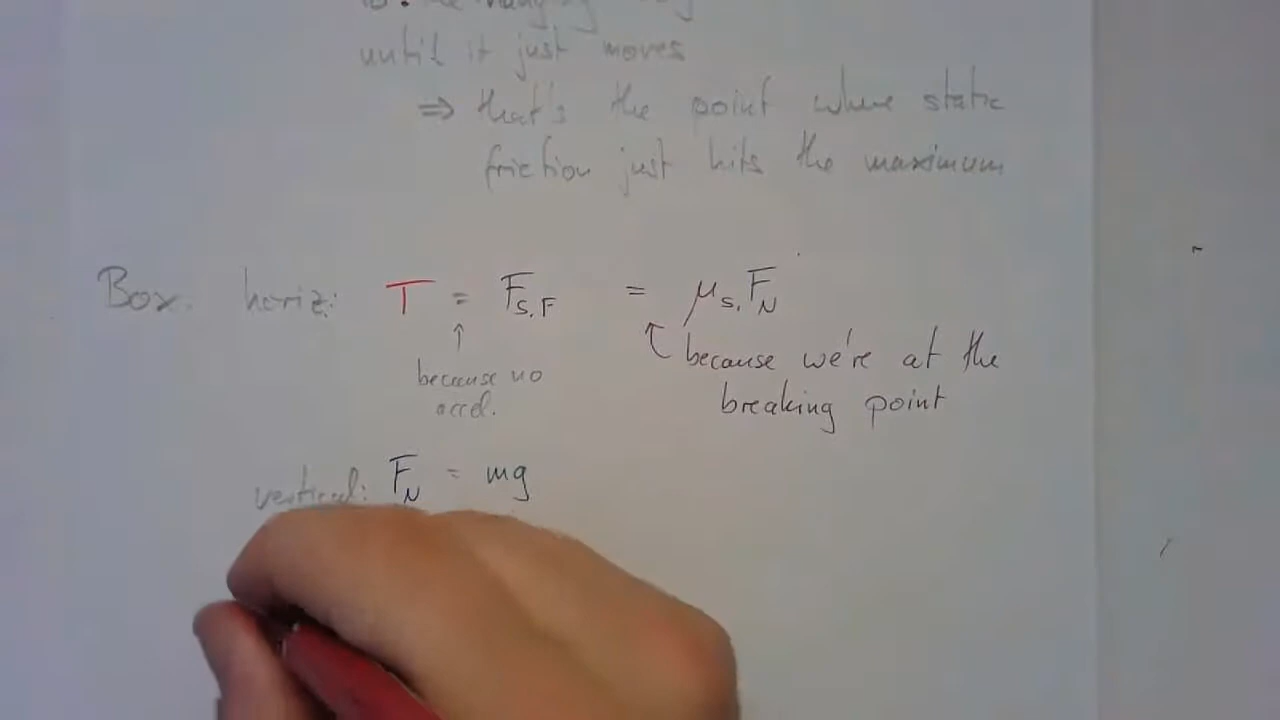 until it just moves
⇒ that's the point where static
friction just hits the maximum
Box. horiz: T = F_S.F = μ_s. F_N
↑ ↖ because we're at the
because no
accel.
breaking point
vertical: F_N = mg